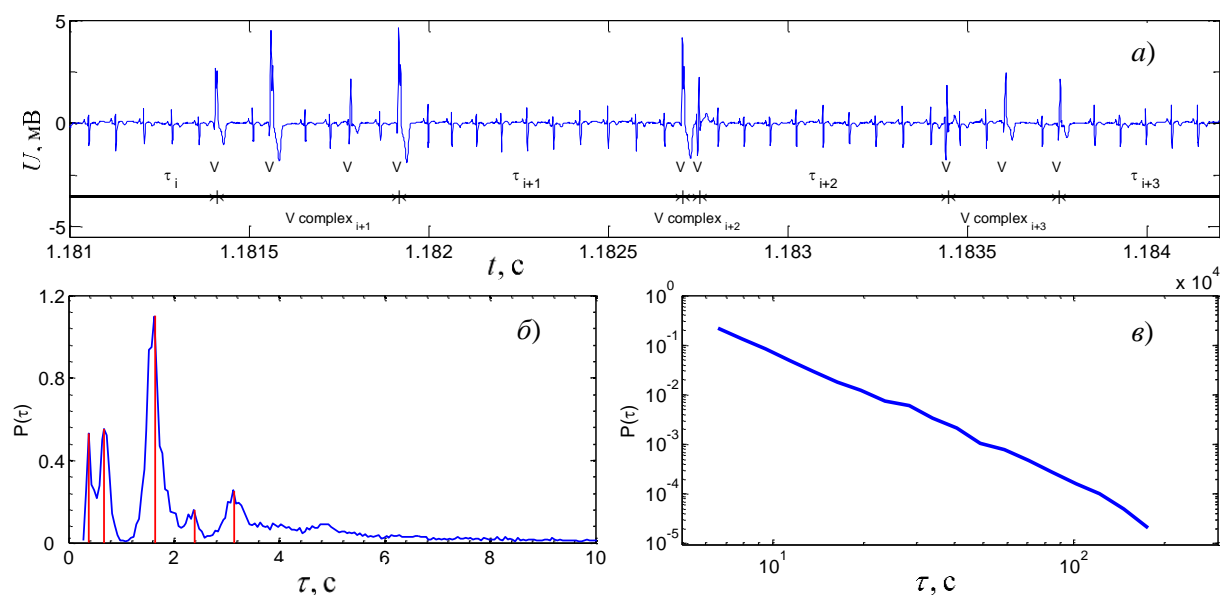 5
0
-5
U, мВ
а)
V V V V V V V V V
τ i τ i+1 τ i+2 τ i+3
V complex i+1 V complex i+2 V complex i+3
1.181 1.1815 1.182 1.1825 1.183 1.1835 1.184
t, с
x 10 4
1.2
0.8
0.4
0
P(τ)
б)
0 2 4 6 8 10
τ, с
10 0
10 -1
10 -2
10 -3
10 -4
10 -5
P(τ)
в)
10 1 10 2
τ, с